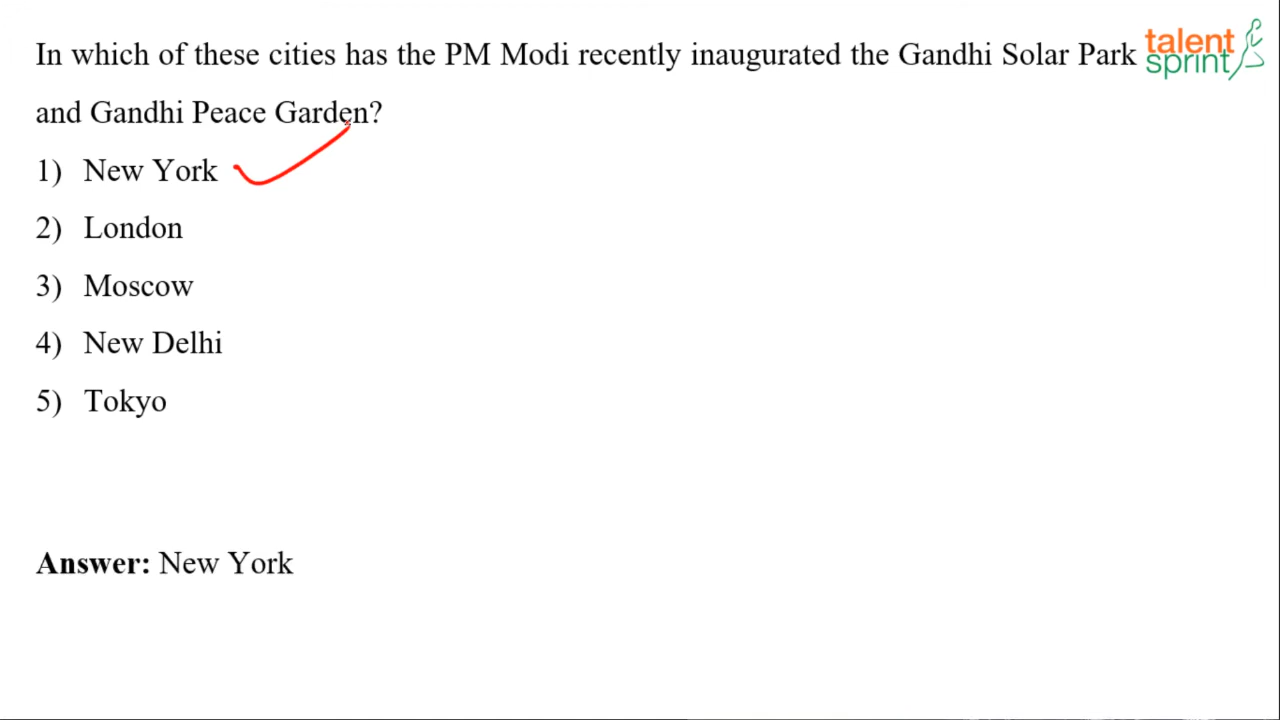 In which of these cities has the PM Modi recently inaugurated the Gandhi Solar Park
talent
sprint
and Gandhi Peace Garden?
1) New York
2) London
3) Moscow
4) New Delhi
5) Tokyo
Answer: New York